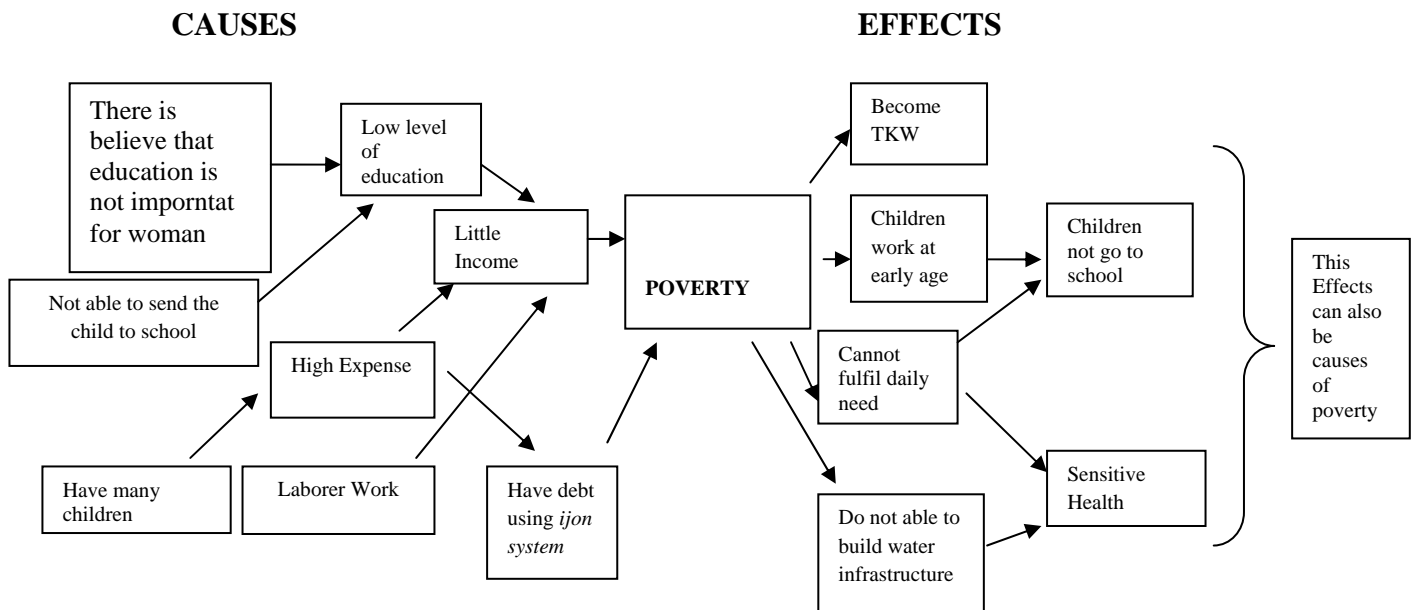 CAUSES
EFFECTS
There is
believe that
education is
not imporntat
for woman
Low level
of
education
Little
Income
Not able to send the
child to school
High Expense
Have many
children
Laborer Work
Have debt
using ijon
system
POVERTY
Become
TKW
Children
work at
early age
Children
not go to
school
Cannot
fulfil daily
need
Do not able to
build water
infrastructure
Sensitive
Health
This
Effects
can also
be
causes
of
poverty